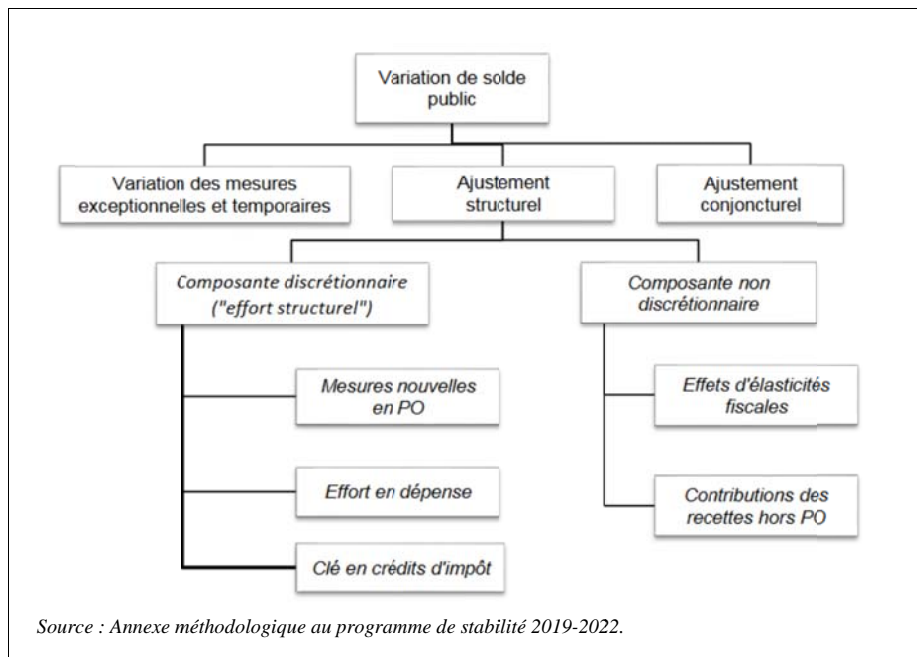 Variation de solde
public
Variation des mesures
exceptionnelles et temporaires
Ajustement
structurel
Ajustement
conjoncturel
Composante discrétionnaire
("effort structurel")
Composante non
discrétionnaire
Mesures nouvelles
en PO
Effort en dépense
Clé en crédits d'impôt
Effets d'élasticités
fiscales
Contributions des
recettes hors PO
Source : Annexe méthodologique au programme de stabilité 2019-2022.